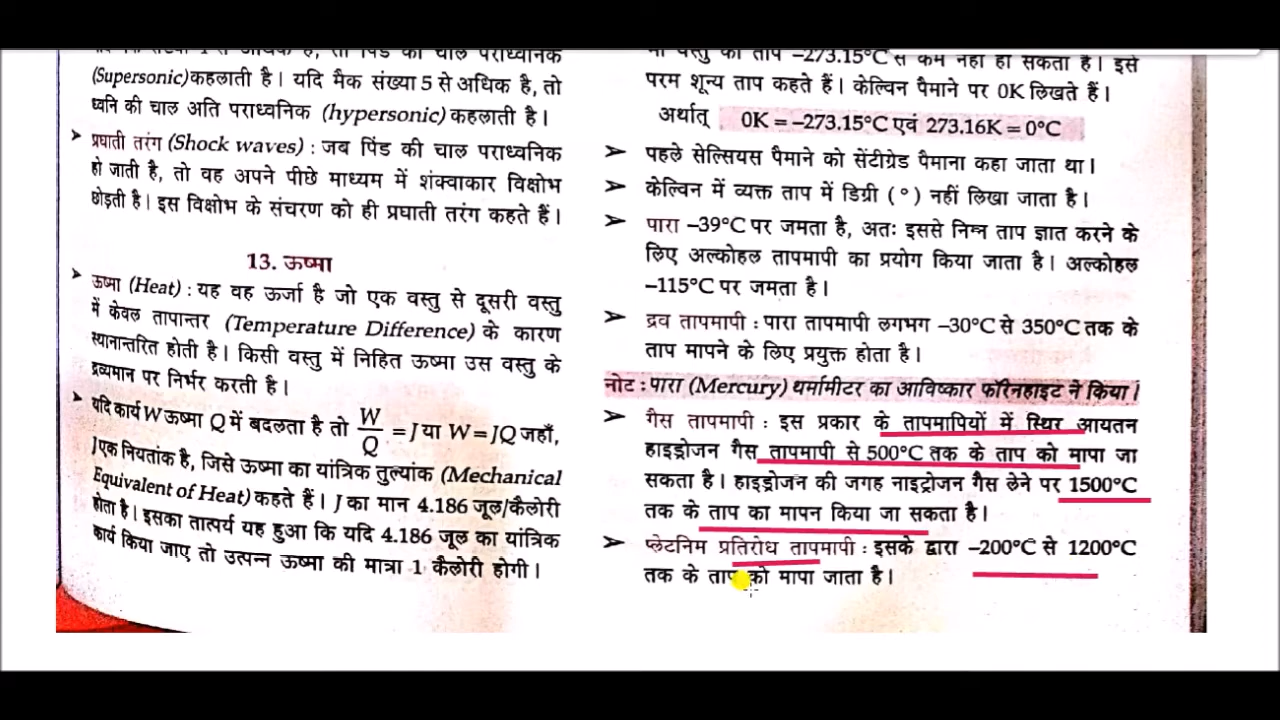 (Supersonic) कहलाती है। यदि मैक संख्या 5 से अधिक है, तो
ध्वनि की चाल अति पराध्वनिक (hypersonic) कहलाती है।
➤ प्रघाती तरंग (Shock waves) : जब पिंड की चाल पराध्वनिक
हो जाती है, तो वह अपने पीछे माध्यम में शंक्वाकार विक्षोभ
छोड़ती है। इस विक्षोभ के संचरण को ही प्रघाती तरंग कहते हैं।
13. ऊष्मा
➤ ऊष्मा (Heat) : यह वह ऊर्जा है जो एक वस्तु से दूसरी वस्तु
में केवल तापान्तर (Temperature Difference) के कारण
स्थानान्तरित होती है। किसी वस्तु में निहित ऊष्मा उस वस्तु के
द्रव्यमान पर निर्भर करती है।
➤ यदि कार्य W ऊष्मा Q में बदलता है तो W/Q = J या W = JQ जहाँ,
J एक नियतांक है, जिसे ऊष्मा का यांत्रिक तुल्यांक (Mechanical
Equivalent of Heat) कहते हैं। J का मान 4.186 जूल/कैलोरी
होता है। इसका तात्पर्य यह हुआ कि यदि 4.186 जूल का यांत्रिक
कार्य किया जाए तो उत्पन्न ऊष्मा की मात्रा 1 कैलोरी होगी।
भी वस्तु का ताप –273.15°C से कम नहीं हो सकता है। इसे
परम शून्य ताप कहते हैं। केल्विन पैमाने पर 0K लिखते हैं।
अर्थात् 0K = –273.15°C एवं 273.16K = 0°C
➤ पहले सेल्सियस पैमाने को सेंटीग्रेड पैमाना कहा जाता था।
➤ केल्विन में व्यक्त ताप में डिग्री ( ° ) नहीं लिखा जाता है।
➤ पारा –39°C पर जमता है, अतः इससे निम्न ताप ज्ञात करने के
लिए अल्कोहल तापमापी का प्रयोग किया जाता है। अल्कोहल
–115°C पर जमता है।
➤ द्रव तापमापी : पारा तापमापी लगभग –30°C से 350°C तक के
ताप मापने के लिए प्रयुक्त होता है।
नोट : पारा (Mercury) थर्मामीटर का आविष्कार फॉरेनहाइट ने किया।
➤ गैस तापमापी : इस प्रकार के तापमापियों में स्थिर आयतन
हाइड्रोजन गैस तापमापी से 500°C तक के ताप को मापा जा
सकता है। हाइड्रोजन की जगह नाइट्रोजन गैस लेने पर 1500°C
तक के ताप का मापन किया जा सकता है।
➤ प्लेटिनम प्रतिरोध तापमापी : इसके द्वारा –200°C से 1200°C
तक के ताप को मापा जाता है।